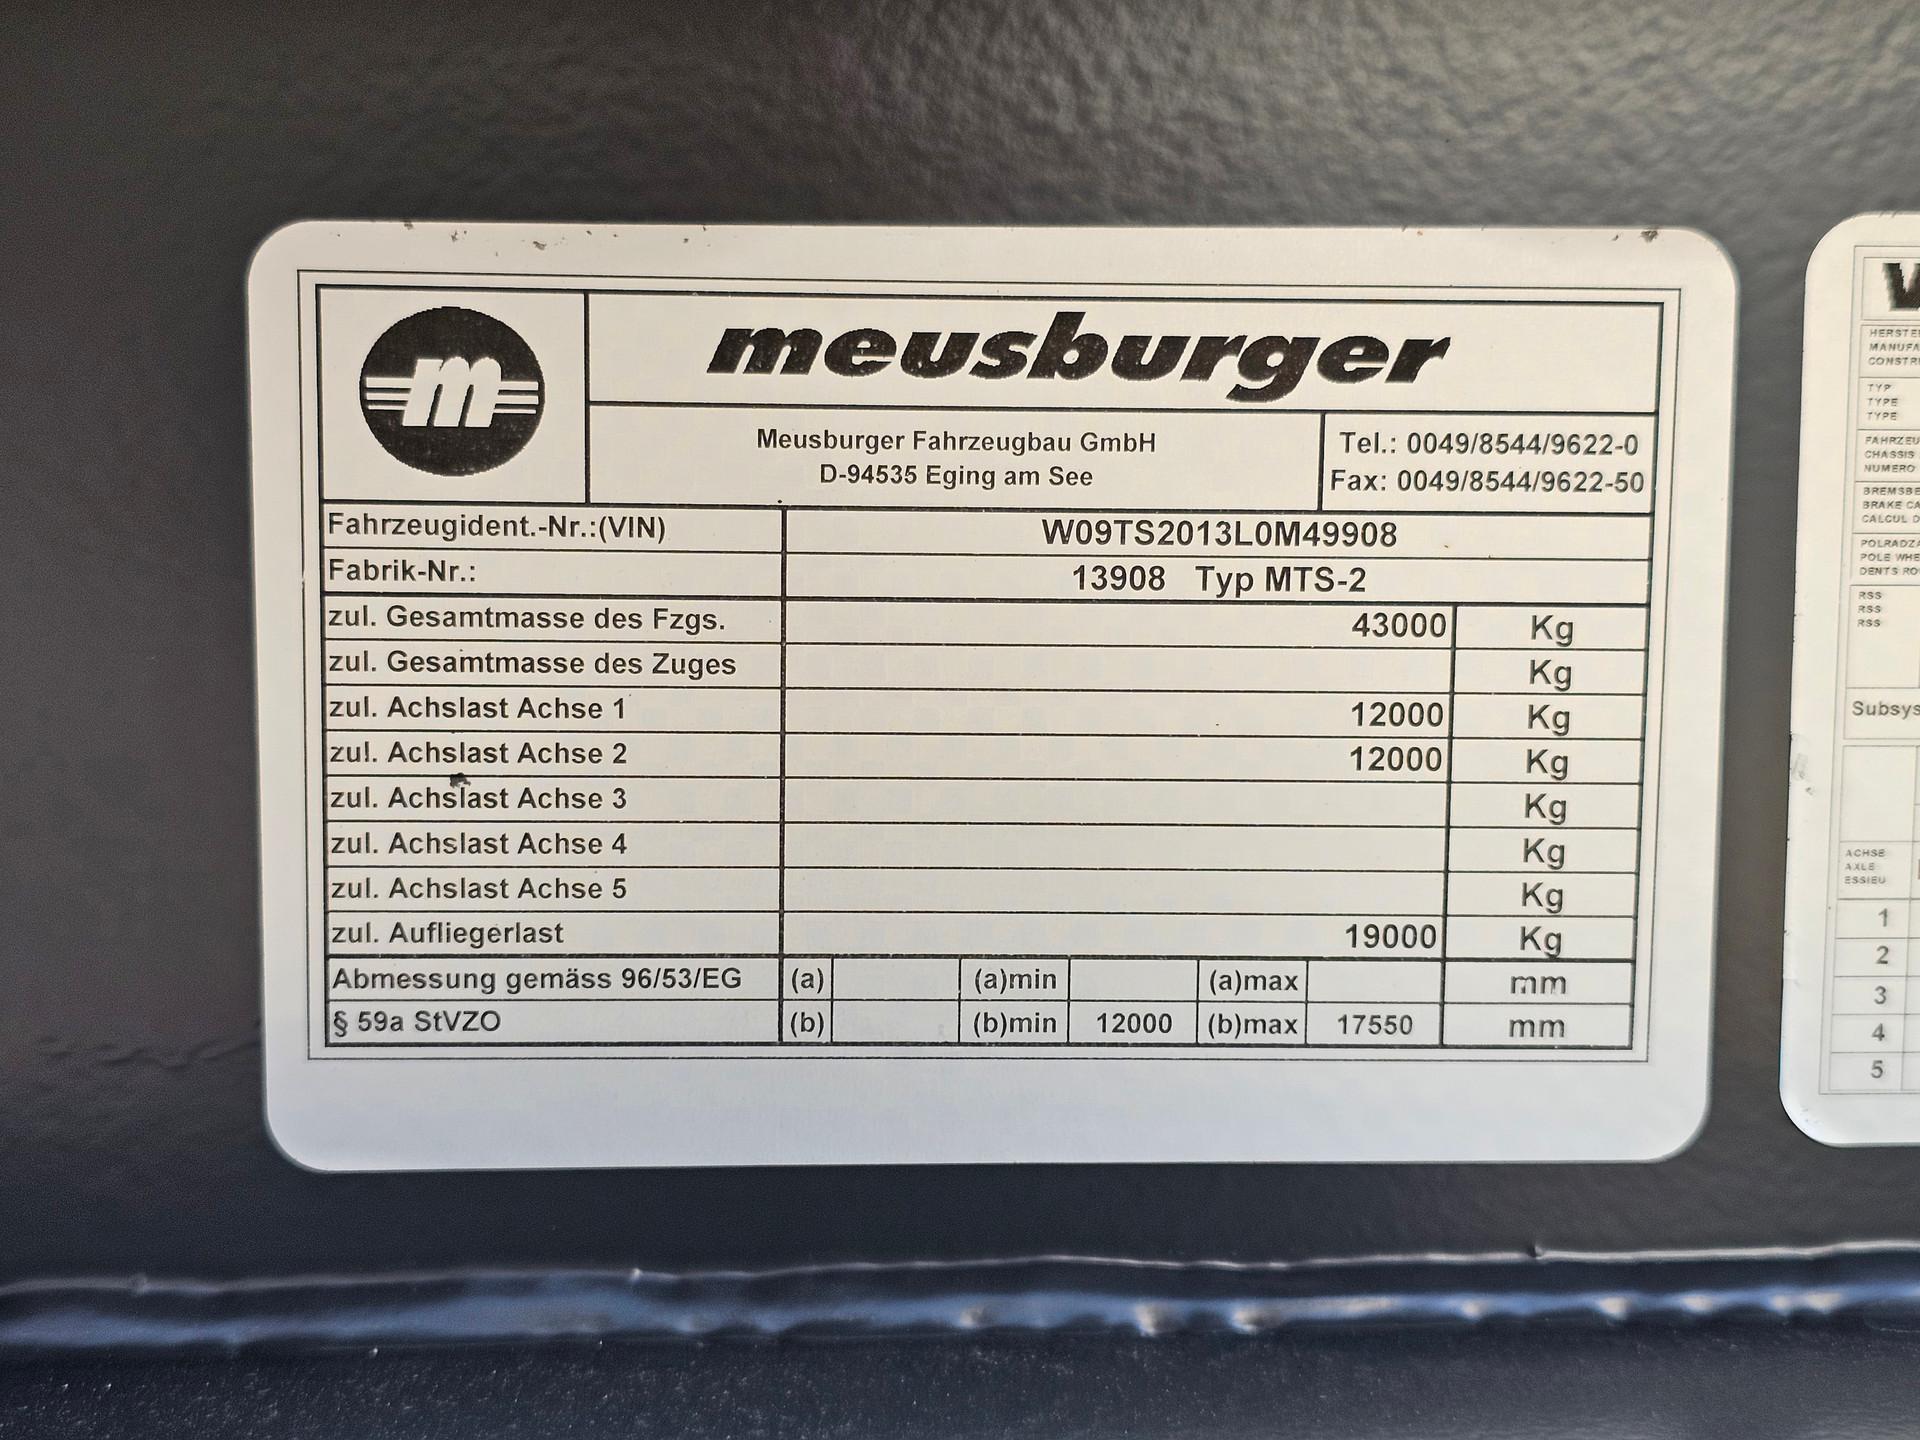 m
meusburger
Meusburger Fahrzeugbau GmbH
D-94535 Eging am See
Tel.: 0049/8544/9622-0
Fax: 0049/8544/9622-50
Fahrzeugident.-Nr.:(VIN) W09TS2013L0M49908
Fabrik-Nr.: 13908 Typ MTS-2
zul. Gesamtmasse des Fzgs. 43000 Kg
zul. Gesamtmasse des Zuges Kg
zul. Achslast Achse 1 12000 Kg
zul. Achslast Achse 2 12000 Kg
zul. Achslast Achse 3 Kg
zul. Achslast Achse 4 Kg
zul. Achslast Achse 5 Kg
zul. Aufliegerlast 19000 Kg
Abmessung gemäss 96/53/EG (a) (a)min (a)max mm
§ 59a StVZO (b) (b)min 12000 (b)max 17550 mm
TYP
TYPE
TYPE
CHASSIS
NUMERO
RSS
RSS
RSS
ACHSE
AXLE
ESSIEU
1
2
3
4
5